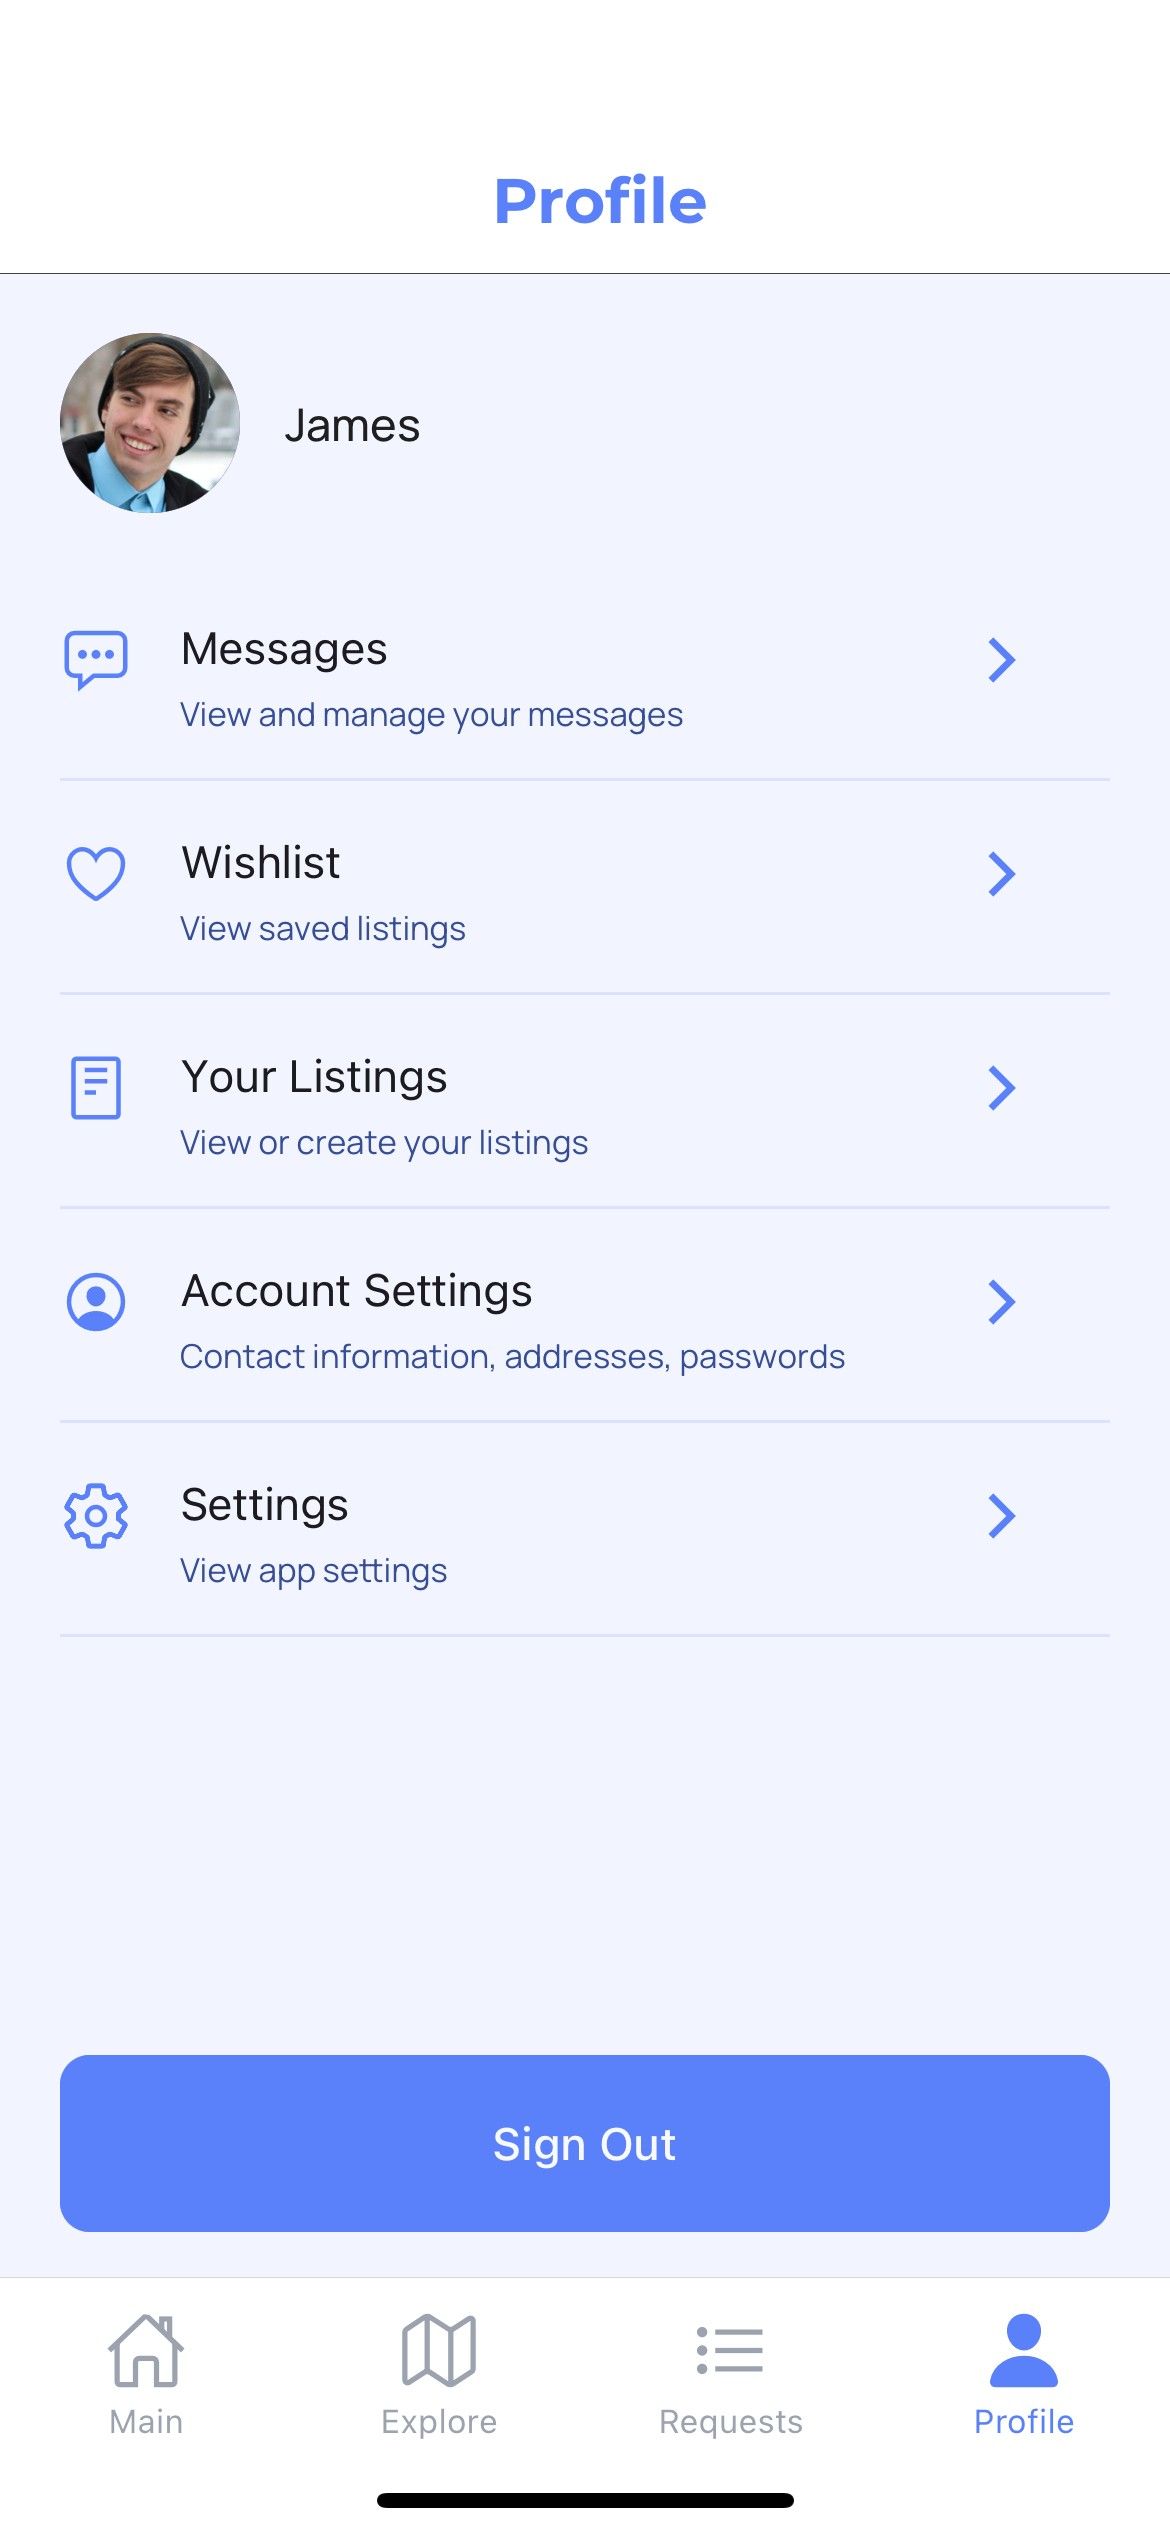 Profile
James
Messages
View and manage your messages
Wishlist
View saved listings
Your Listings
View or create your listings
Account Settings
Contact information, addresses, passwords
Settings
View app settings
Sign Out
Main
Explore
Requests
Profile